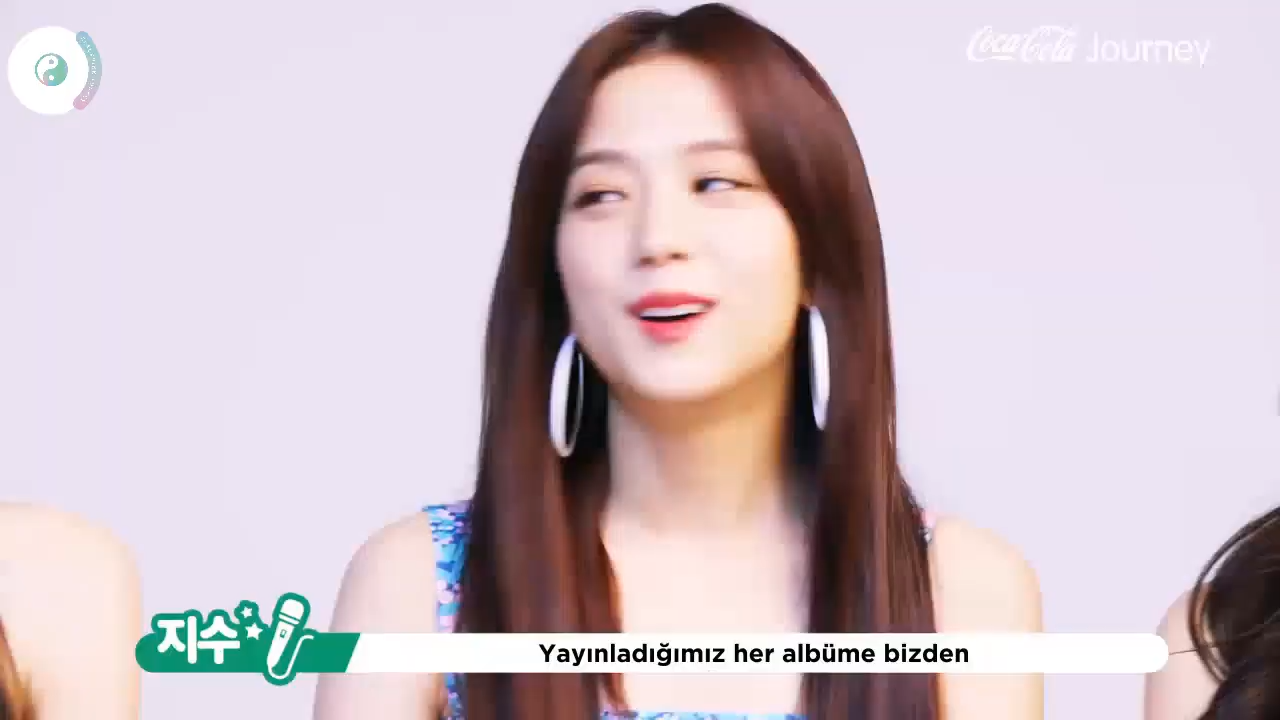 Coca-Cola Journey
지수
Yayınladığımız her albüme bizden